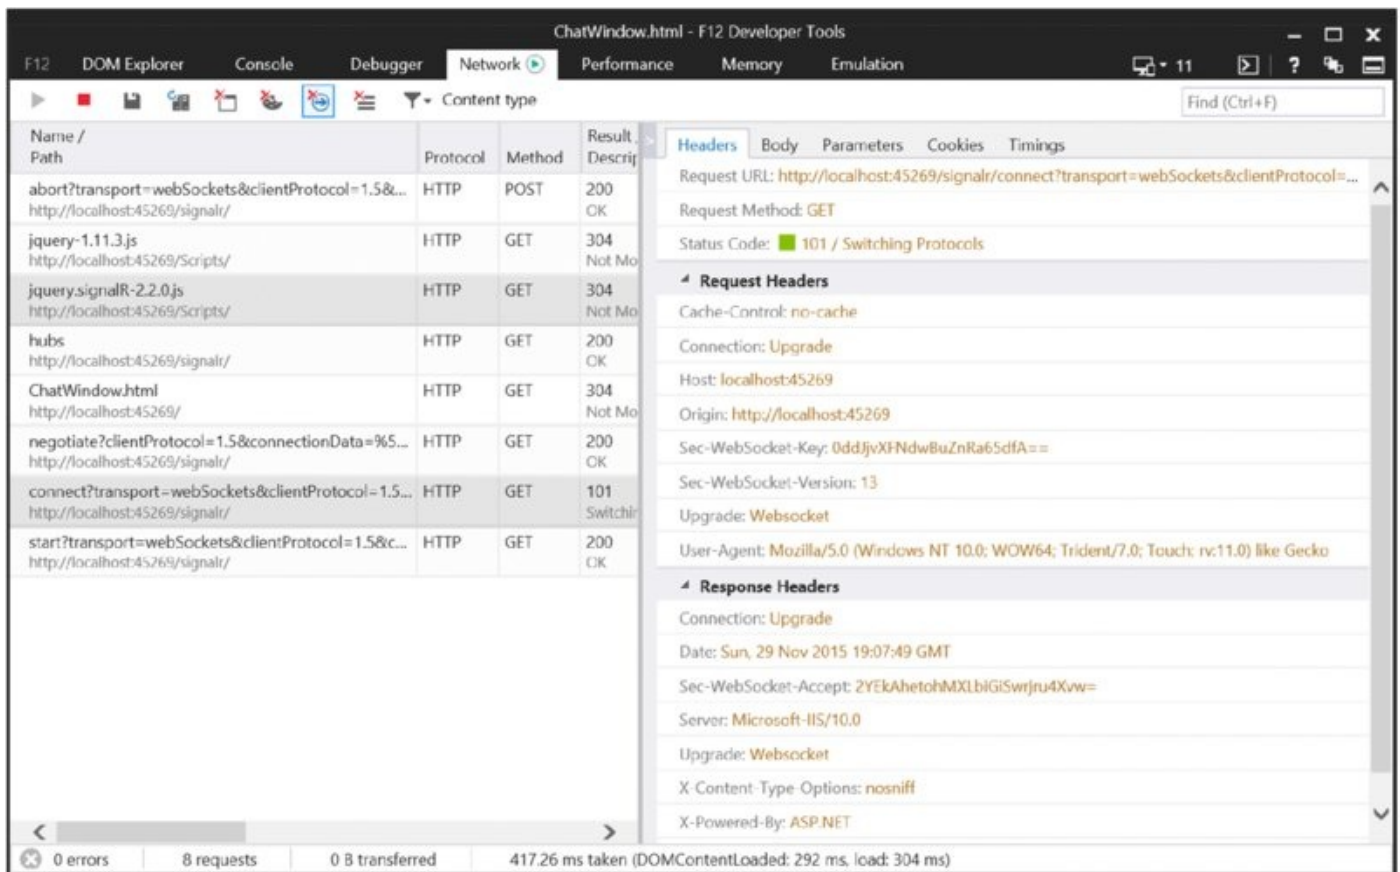 ChatWindow.html - F12 Developer Tools
F12 DOM Explorer Console Debugger Network Performance Memory Emulation 11 ?
Content type Find (Ctrl+F)
Name / Path Protocol Method Result Descrip
abort?transport=webSockets&clientProtocol=1.5&... HTTP POST 200
http://localhost:45269/signalr/ OK
jquery-1.11.3.js HTTP GET 304
http://localhost:45269/Scripts/ Not Mo
jquery.signalR-2.2.0.js HTTP GET 304
http://localhost:45269/Scripts/ Not Mo
hubs HTTP GET 200
http://localhost:45269/signalr/ OK
ChatWindow.html HTTP GET 304
http://localhost:45269/ Not Mo
negotiate?clientProtocol=1.5&connectionData=%5... HTTP GET 200
http://localhost:45269/signalr/ OK
connect?transport=webSockets&clientProtocol=1.5... HTTP GET 101
http://localhost:45269/signalr/ Switchin
start?transport=webSockets&clientProtocol=1.5&c... HTTP GET 200
http://localhost:45269/signalr/ OK
Headers Body Parameters Cookies Timings
Request URL: http://localhost:45269/signalr/connect?transport=webSockets&clientProtocol=...
Request Method: GET
Status Code: 101 / Switching Protocols
Request Headers
Cache-Control: no-cache
Connection: Upgrade
Host: localhost:45269
Origin: http://localhost:45269
Sec-WebSocket-Key: 0ddJjvXFNdwBuZnRa65dfA==
Sec-WebSocket-Version: 13
Upgrade: Websocket
User-Agent: Mozilla/5.0 (Windows NT 10.0; WOW64; Trident/7.0; Touch; rv:11.0) like Gecko
Response Headers
Connection: Upgrade
Date: Sun, 29 Nov 2015 19:07:49 GMT
Sec-WebSocket-Accept: 2YEkAhetohMXLbiGiSwrjru4Xvw=
Server: Microsoft-IIS/10.0
Upgrade: Websocket
X-Content-Type-Options: nosniff
X-Powered-By: ASP.NET
0 errors 8 requests 0 B transferred 417.26 ms taken (DOMContentLoaded: 292 ms, load: 304 ms)